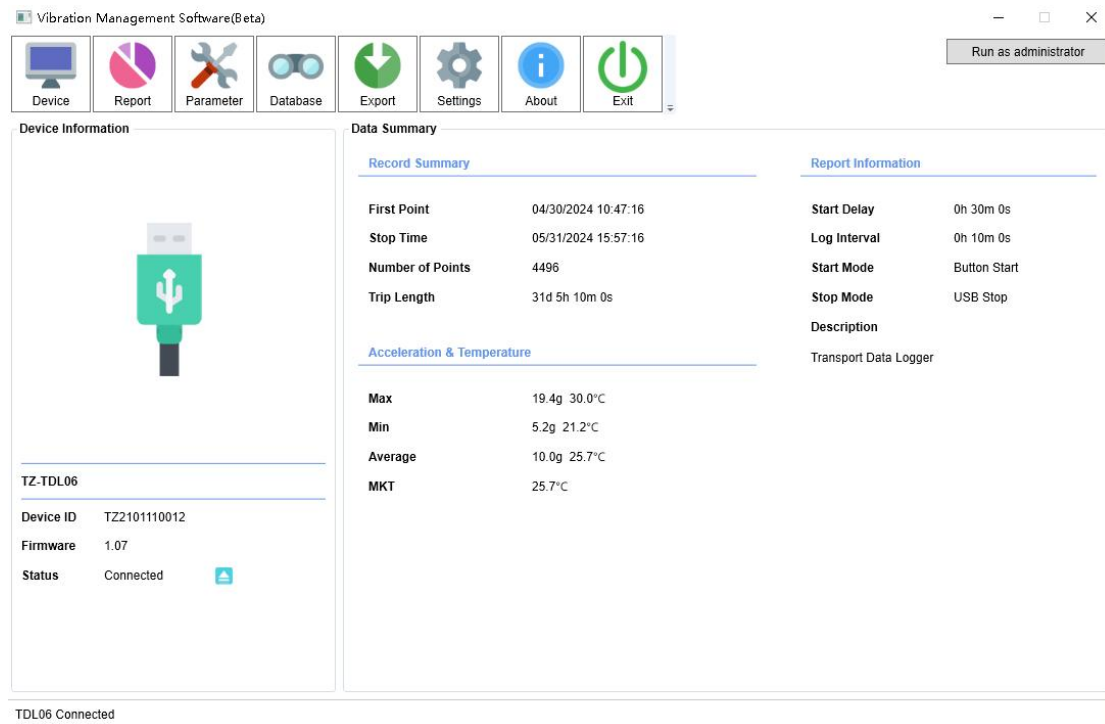 Vibration Management Software(Beta)
Device
Report
Parameter
Database
Export
Settings
About
Exit
Run as administrator
Device Information
TZ-TDL06
Device ID TZ2101110012
Firmware 1.07
Status Connected
Data Summary
Record Summary
First Point 04/30/2024 10:47:16
Stop Time 05/31/2024 15:57:16
Number of Points 4496
Trip Length 31d 5h 10m 0s
Acceleration & Temperature
Max 19.4g 30.0°C
Min 5.2g 21.2°C
Average 10.0g 25.7°C
MKT 25.7°C
Report Information
Start Delay 0h 30m 0s
Log Interval 0h 10m 0s
Start Mode Button Start
Stop Mode USB Stop
Description
Transport Data Logger
TDL06 Connected